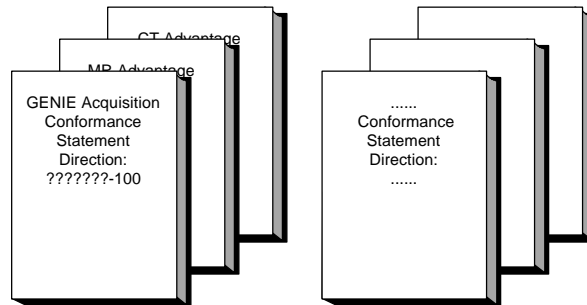 CT Advantage
MR Advantage
GENIE Acquisition
Conformance
Statement
Direction:
???????-100
......
Conformance
Statement
Direction:
......